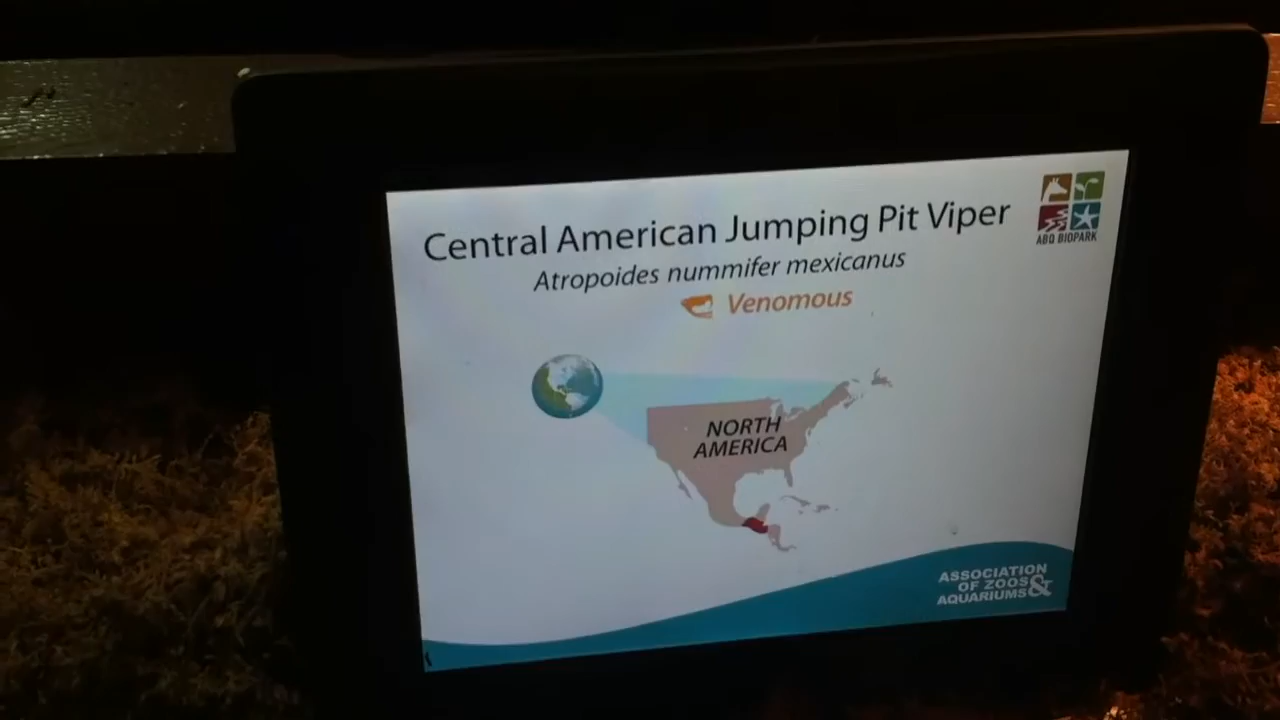 Central American Jumping Pit Viper
Atropoides nummifer mexicanus
Venomous
ABQ BIOPARK
NORTH
AMERICA
ASSOCIATION
OF ZOOS &
AQUARIUMS